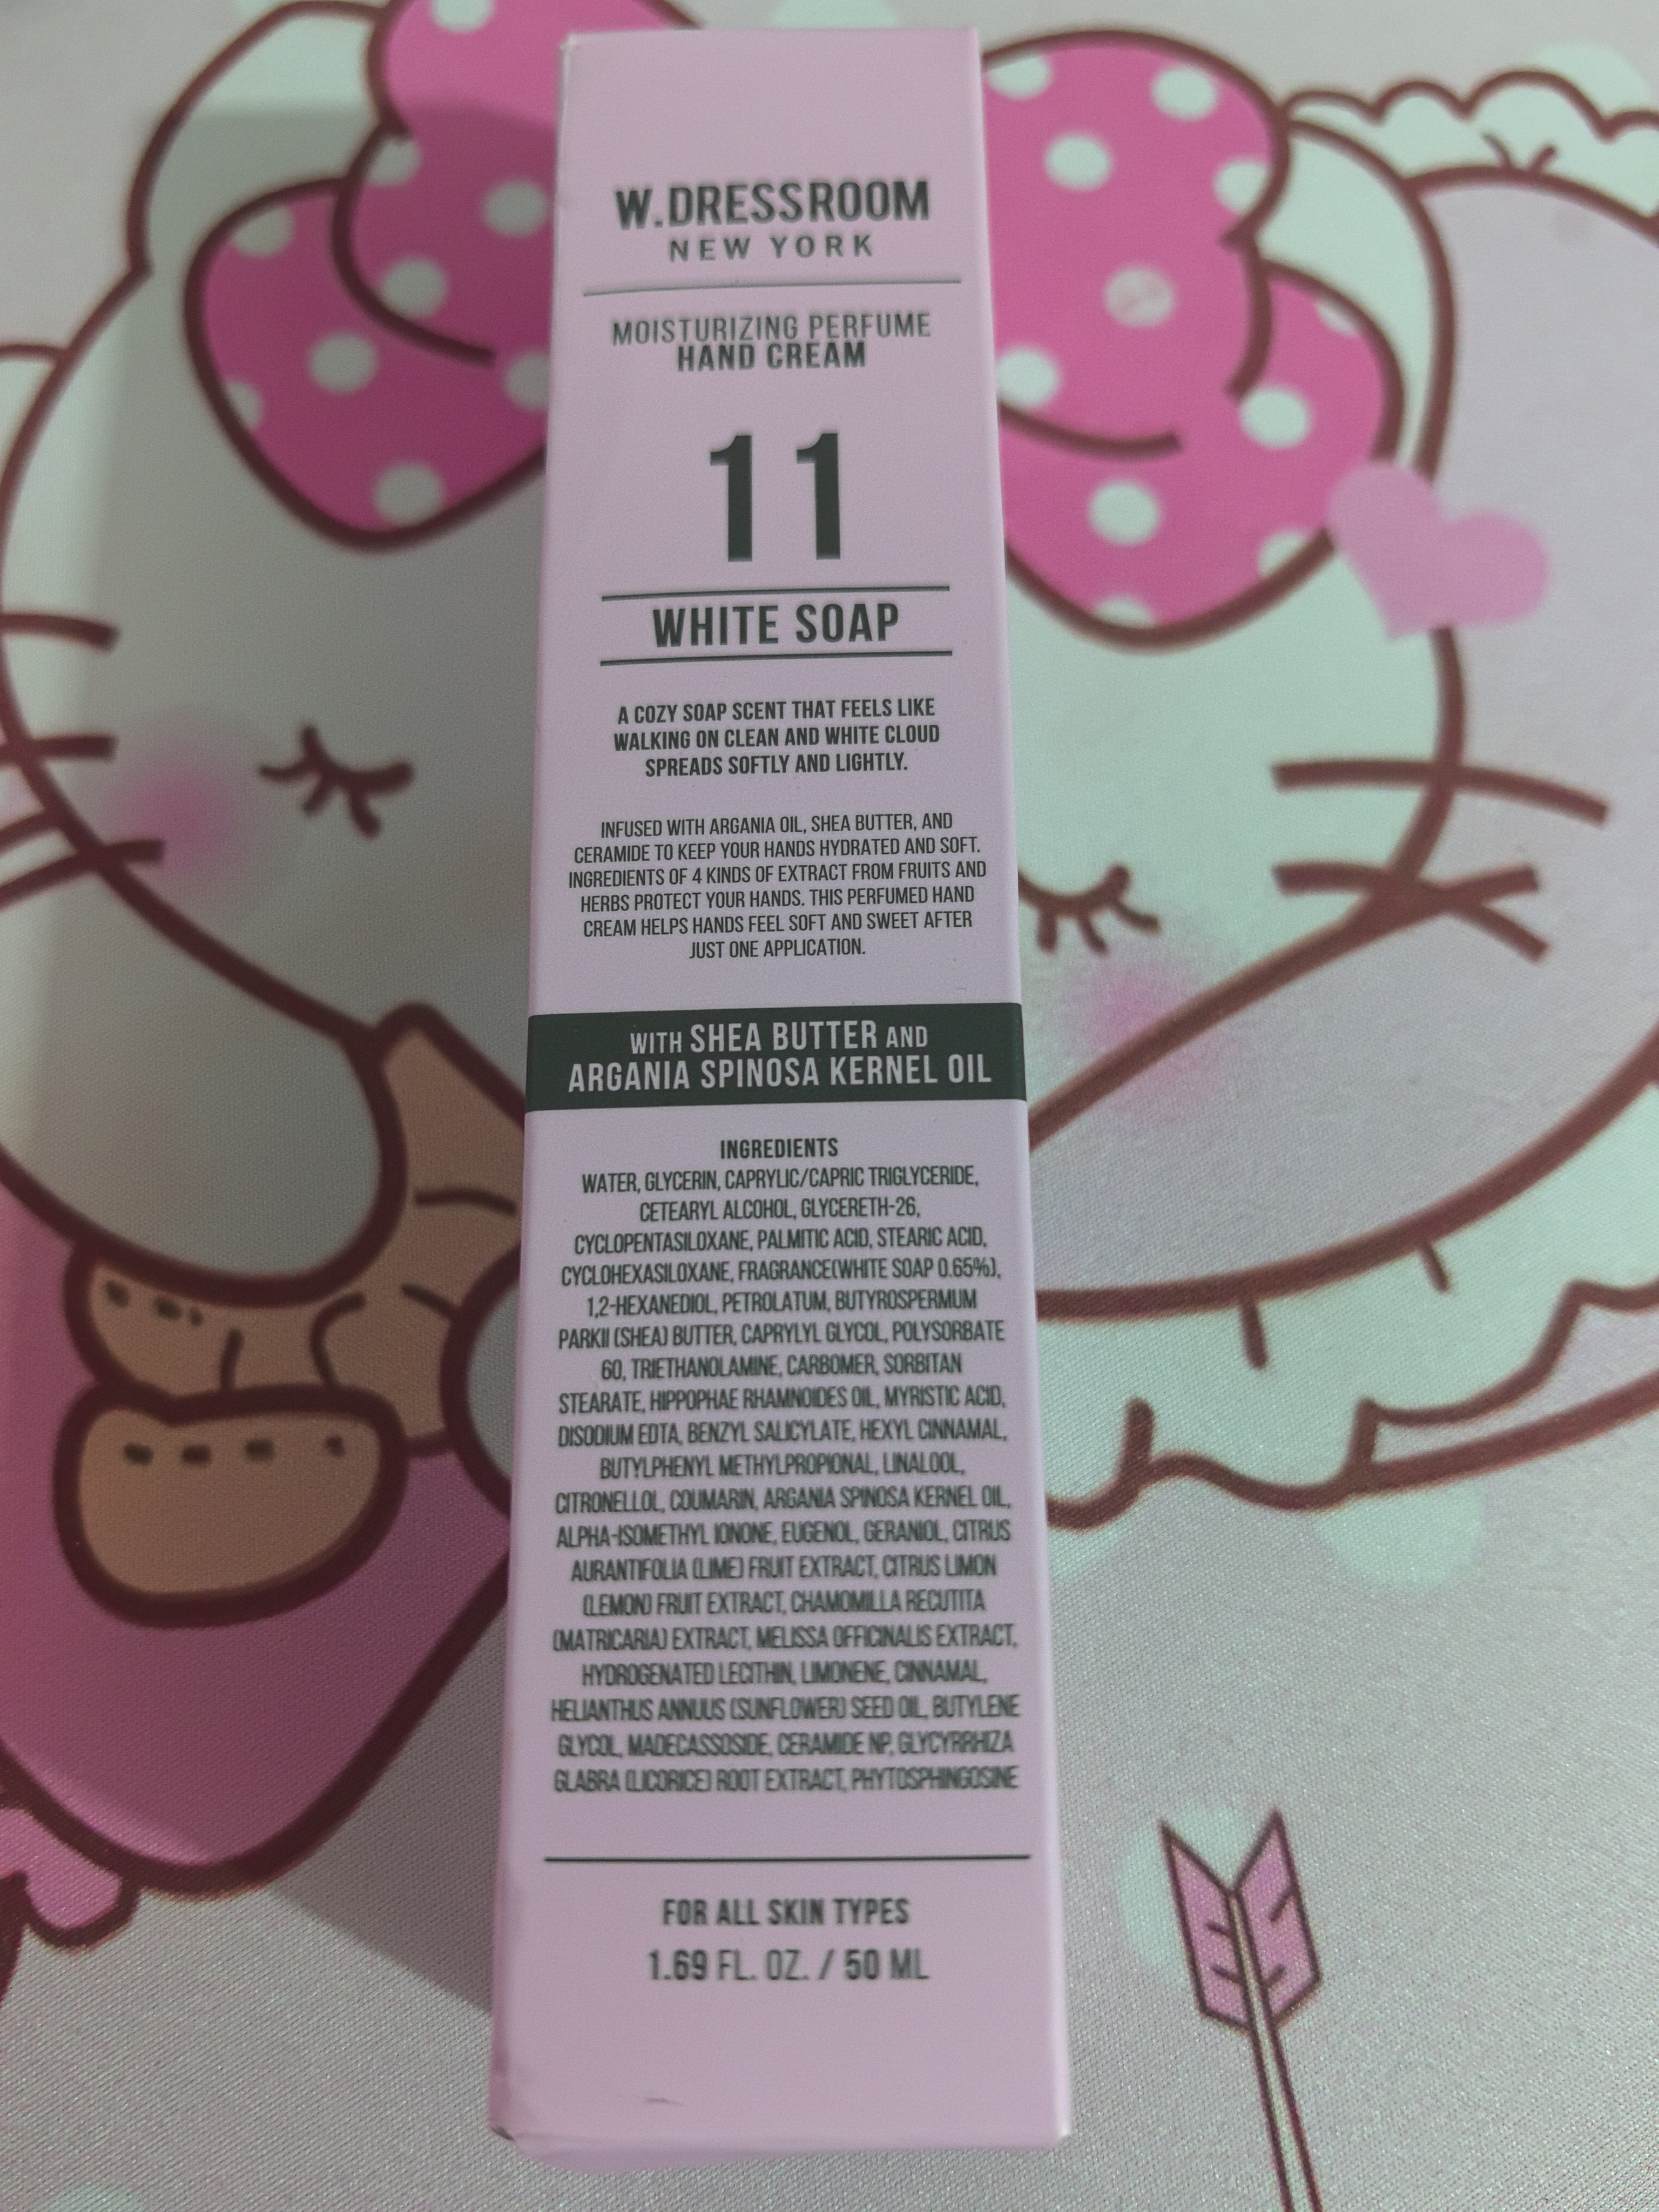 W.DRESSROOM
NEW YORK
MOISTURIZING PERFUME
HAND CREAM
11
WHITE SOAP
A COZY SOAP SCENT THAT FEELS LIKE
WALKING ON CLEAN AND WHITE CLOUD
SPREADS SOFTLY AND LIGHTLY.
INFUSED WITH ARGANIA OIL, SHEA BUTTER, AND
CERAMIDE TO KEEP YOUR HANDS HYDRATED AND SOFT.
INGREDIENTS OF 4 KINDS OF EXTRACT FROM FRUITS AND
HERBS PROTECT YOUR HANDS. THIS PERFUMED HAND
CREAM HELPS HANDS FEEL SOFT AND SWEET AFTER
JUST ONE APPLICATION.
WITH SHEA BUTTER AND
ARGANIA SPINOSA KERNEL OIL
INGREDIENTS
WATER, GLYCERIN, CAPRYLIC/CAPRIC TRIGLYCERIDE,
CETEARYL ALCOHOL, GLYCERETH-26,
CYCLOPENTASILOXANE, PALMITIC ACID, STEARIC ACID,
CYCLOHEXASILOXANE, FRAGRANCE(WHITE SOAP 0.65%),
1,2-HEXANEDIOL, PETROLATUM, BUTYROSPERMUM
PARKII (SHEA) BUTTER, CAPRYLYL GLYCOL, POLYSORBATE
60, TRIETHANOLAMINE, CARBOMER, SORBITAN
STEARATE, HIPPOPHAE RHAMNOIDES OIL, MYRISTIC ACID,
DISODIUM EDTA, BENZYL SALICYLATE, HEXYL CINNAMAL,
BUTYLPHENYL METHYLPROPIONAL, LINALOOL,
CITRONELLOL, COUMARIN, ARGANIA SPINOSA KERNEL OIL,
ALPHA-ISOMETHYL IONONE, EUGENOL, GERANIOL, CITRUS
AURANTIFOLIA (LIME) FRUIT EXTRACT, CITRUS LIMON
(LEMON) FRUIT EXTRACT, CHAMOMILLA RECUTITA
(MATRICARIA) EXTRACT, MELISSA OFFICINALIS EXTRACT,
HYDROGENATED LECITHIN, LIMONENE, CINNAMAL,
HELIANTHUS ANNUUS (SUNFLOWER) SEED OIL, BUTYLENE
GLYCOL, MADECASSOSIDE, CERAMIDE NP, GLYCYRRHIZA
GLABRA (LICORICE) ROOT EXTRACT, PHYTOSPHINGOSINE
FOR ALL SKIN TYPES
1.69 FL. OZ. / 50 ML